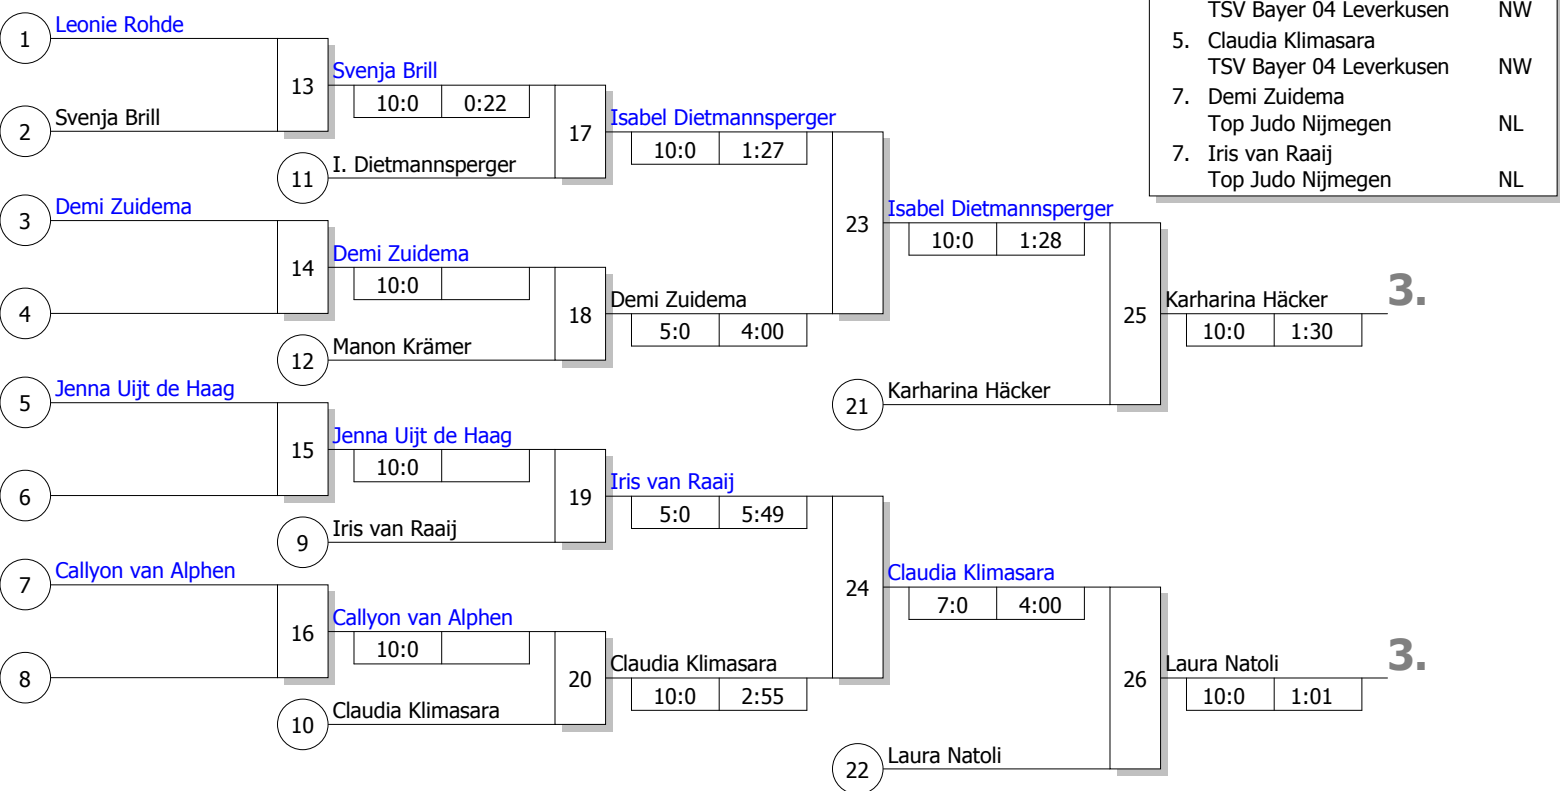 TSV Bayer 04 Leverkusen NW
5. Claudia Klimasara
TSV Bayer 04 Leverkusen NW
7. Demi Zuidema
Top Judo Nijmegen NL
7. Iris van Raaij
Top Judo Nijmegen NL
1 Leonie Rohde
2 Svenja Brill
13 Svenja Brill
10:0 0:22
11 I. Dietmannsperger
17 Isabel Dietmannsperger
10:0 1:27
3 Demi Zuidema
4
14 Demi Zuidema
10:0
12 Manon Krämer
18 Demi Zuidema
5:0 4:00
23 Isabel Dietmannsperger
10:0 1:28
21 Karharina Häcker
25 Karharina Häcker 3.
10:0 1:30
5 Jenna Uijt de Haag
6
15 Jenna Uijt de Haag
10:0
9 Iris van Raaij
19 Iris van Raaij
5:0 5:49
7 Callyon van Alphen
8
16 Callyon van Alphen
10:0
10 Claudia Klimasara
20 Claudia Klimasara
10:0 2:55
24 Claudia Klimasara
7:0 4:00
22 Laura Natoli
26 Laura Natoli 3.
10:0 1:01